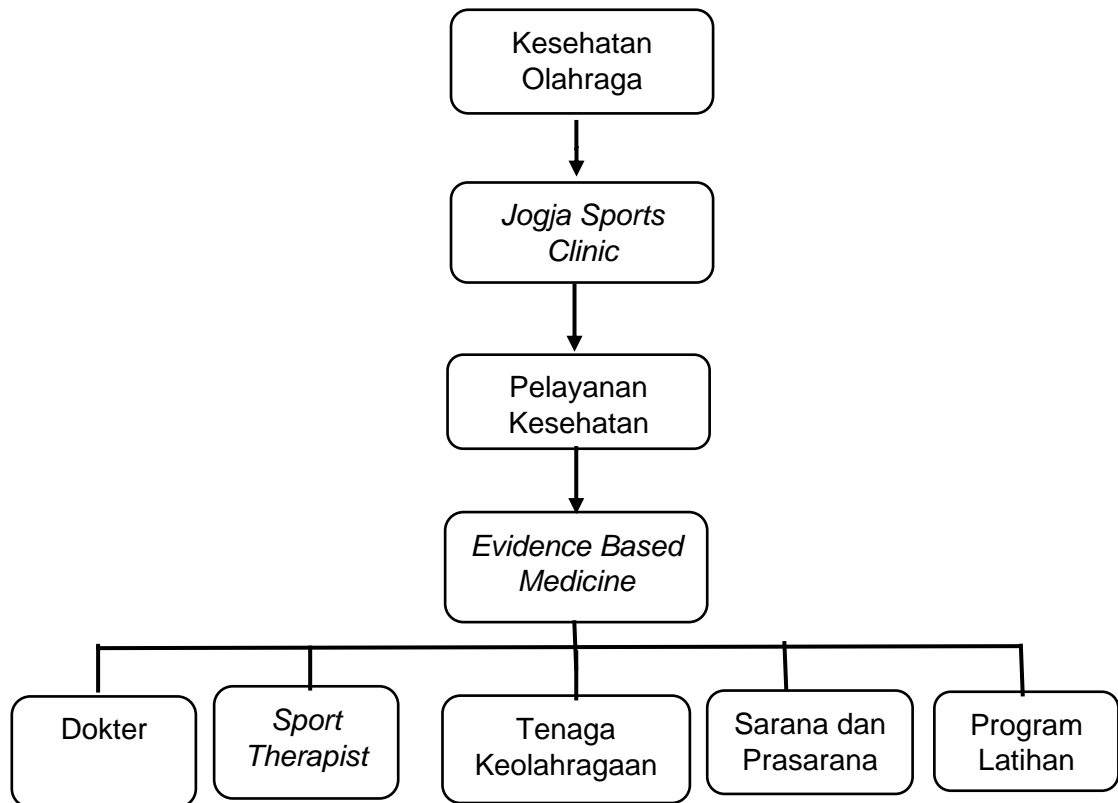 Kesehatan
Olahraga
Jogja Sports
Clinic
Pelayanan
Kesehatan
Evidence Based
Medicine
Dokter
Sport
Therapist
Tenaga
Keolahragaan
Sarana dan
Prasarana
Program
Latihan